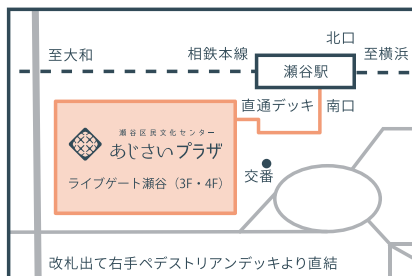 北口
至大和
相鉄本線
至横浜
瀬谷駅
直通デッキ
南口
瀬谷区民文化センター
あじさいプラザ
ライブゲート瀬谷（3F・4F）
交番
改札出て右手ペデストリアンデッキより直結